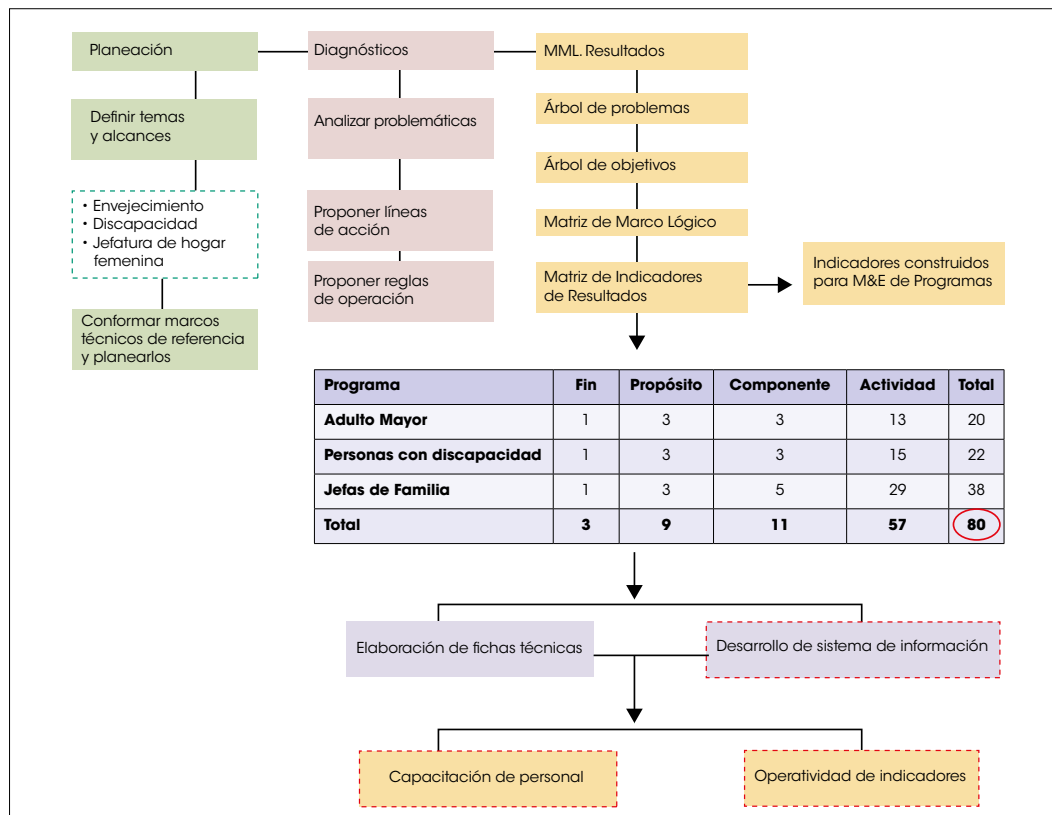 Planeación
Definir temas
y alcances
• Envejecimiento
• Discapacidad
• Jefatura de hogar
femenina
Conformar marcos
técnicos de referencia
y planearlos
Diagnósticos
Analizar problemáticas
Proponer líneas
de acción
Proponer reglas
de operación
MML. Resultados
Árbol de problemas
Árbol de objetivos
Matriz de Marco Lógico
Matriz de Indicadores
de Resultados
Indicadores construidos
para M&E de Programas
Programa Fin Propósito Componente Actividad Total
Adulto Mayor 1 3 3 13 20
Personas con discapacidad 1 3 3 15 22
Jefas de Familia 1 3 5 29 38
Total 3 9 11 57 80
Elaboración de fichas técnicas
Desarrollo de sistema de información
Capacitación de personal
Operatividad de indicadores